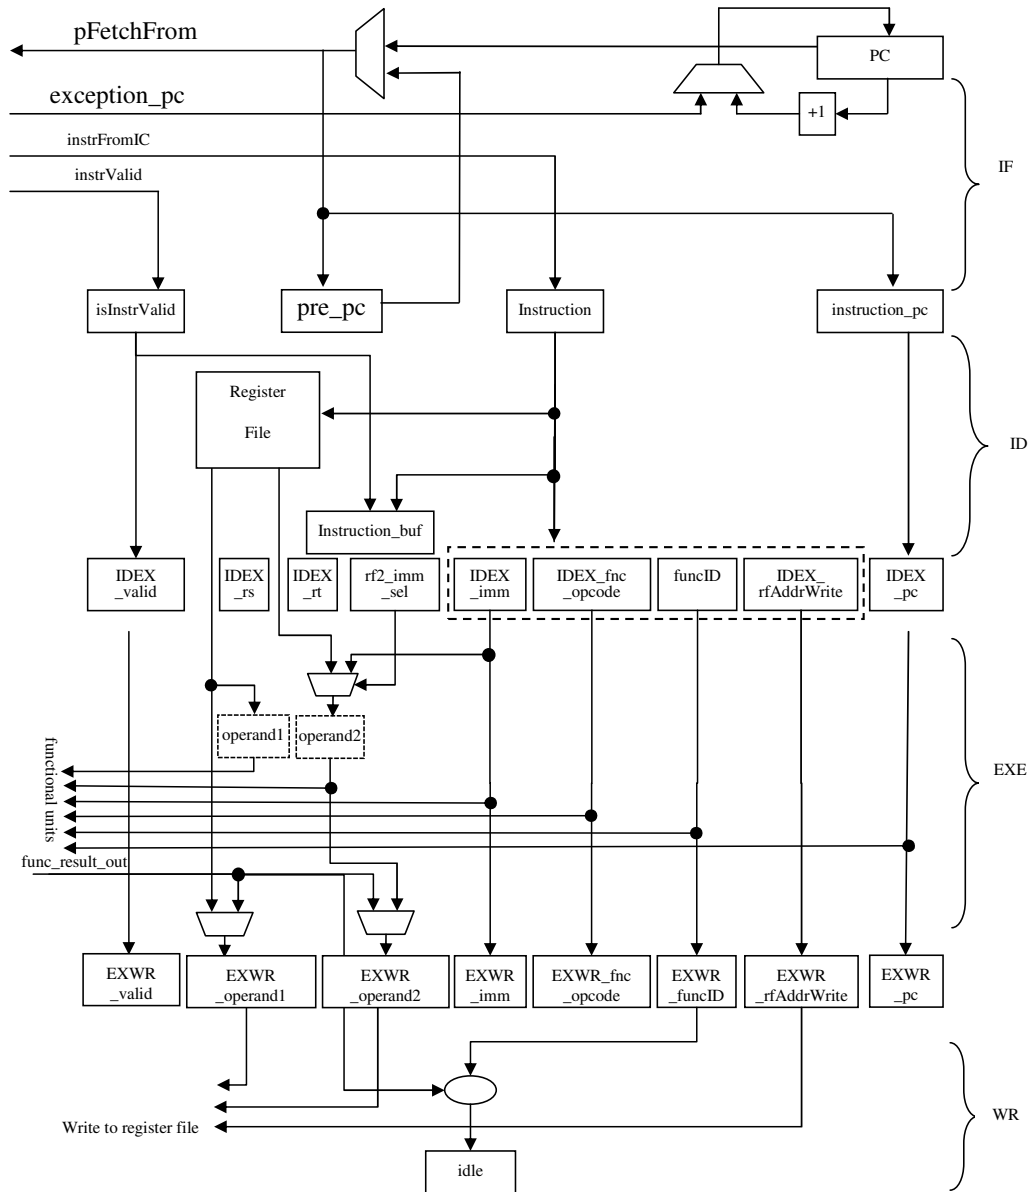 pFetchFrom
PC
exception_pc
+1
instrFromIC
IF
instrValid
isInstrValid
pre_pc
Instruction
instruction_pc
Register
File
ID
Instruction_buf
IDEX
_valid
IDEX
_rs
IDEX
_rt
rf2_imm
_sel
IDEX
_imm
IDEX_fnc
_opcode
funcID
IDEX_
rfAddrWrite
IDEX
_pc
operand1
operand2
functional units
EXE
func_result_out
EXWR
_valid
EXWR
_operand1
EXWR
_operand2
EXWR
_imm
EXWR_fnc
_opcode
EXWR
_funcID
EXWR
_rfAddrWrite
EXWR
_pc
WR
Write to register file
idle